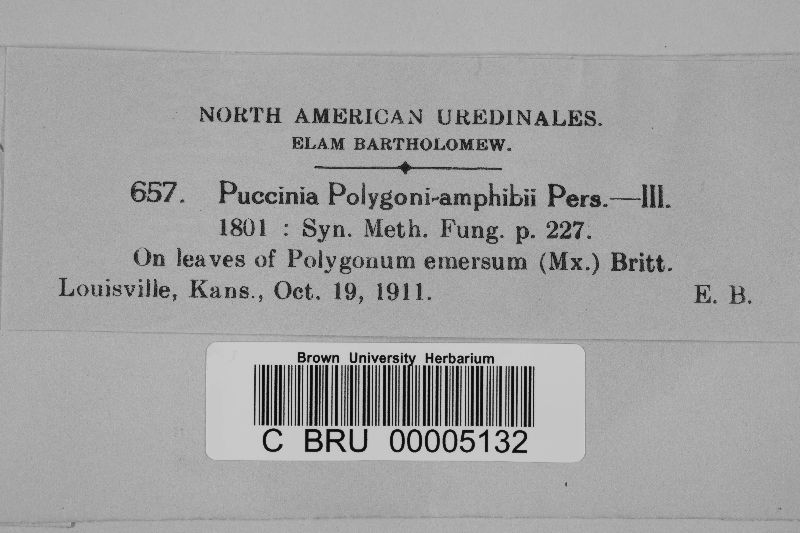 NORTH AMERICAN UREDINALES.
ELAM BARTHOLOMEW.
657. Puccinia Polygoni-amphibii Pers.—III.
1801 : Syn. Meth. Fung. p. 227.
On leaves of Polygonum emersum (Mx.) Britt.
Louisville, Kans., Oct. 19, 1911. E. B.
Brown University Herbarium
C BRU 00005132